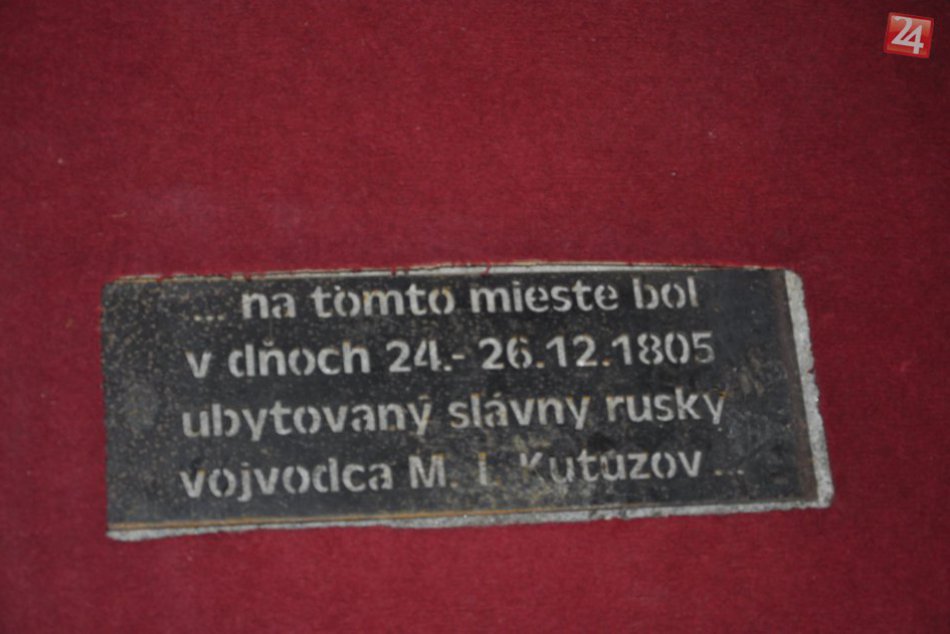 24
... na tomto mieste bol
v dňoch 24.- 26.12.1805
ubytovaný slávny ruský
vojvodca M. I. Kutuzov ...